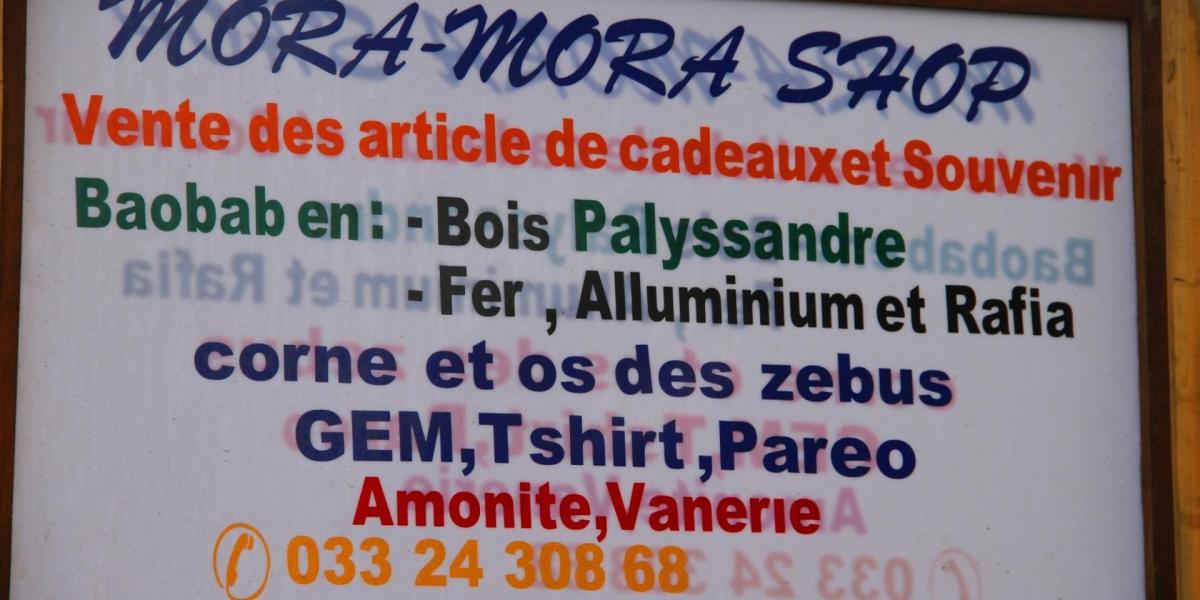 MORA-MORA SHOP
Vente des article de cadeauxet Souvenir
Baobab en : - Bois Palyssandre
- Fer , Alluminium et Rafia
corne et os des zebus
GEM,Tshirt,Pareo
Amonite,Vanerie
033 24 308 68